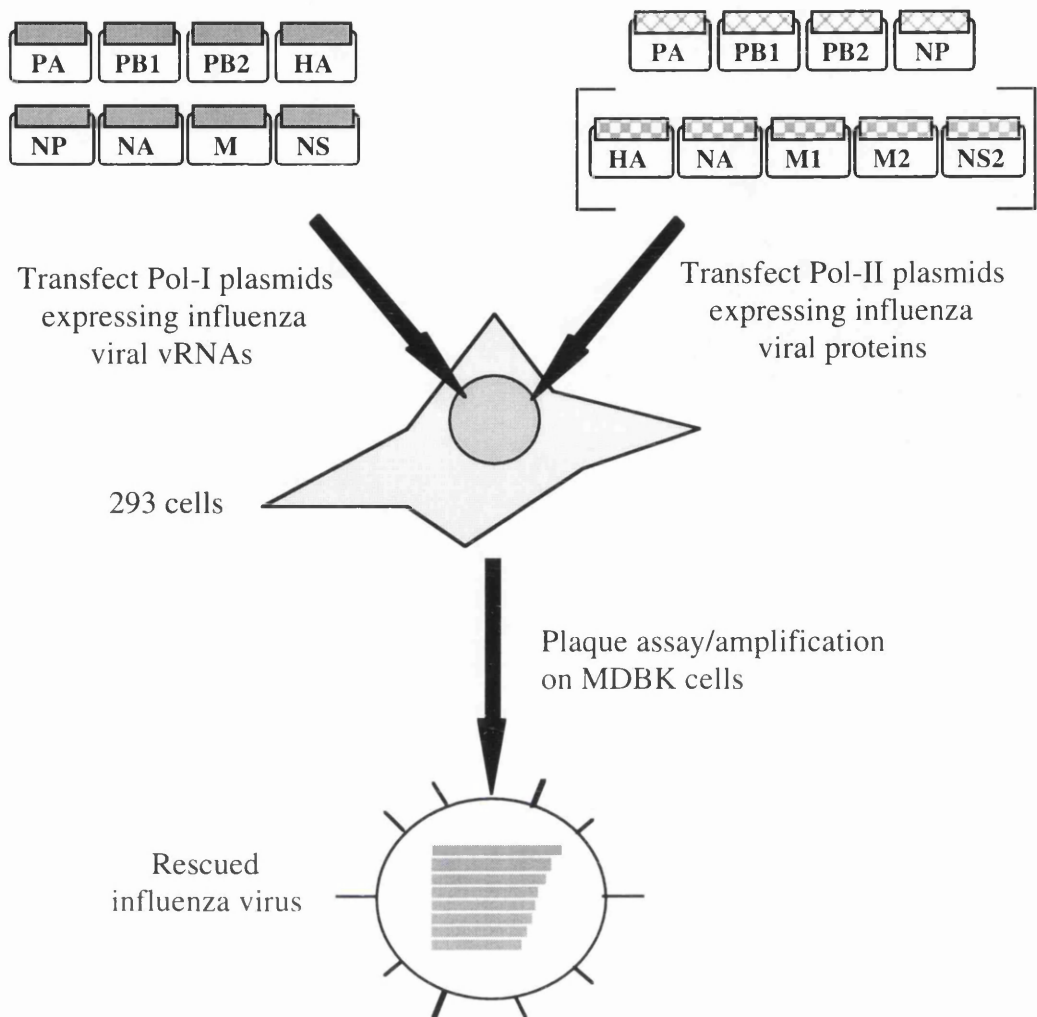 PA PB1 PB2 HA
NP NA M NS
PA PB1 PB2 NP
HA NA M1 M2 NS2
Transfect Pol-I plasmids
expressing influenza
viral vRNAs
Transfect Pol-II plasmids
expressing influenza
viral proteins
293 cells
Plaque assay/amplification
on MDBK cells
Rescued
influenza virus